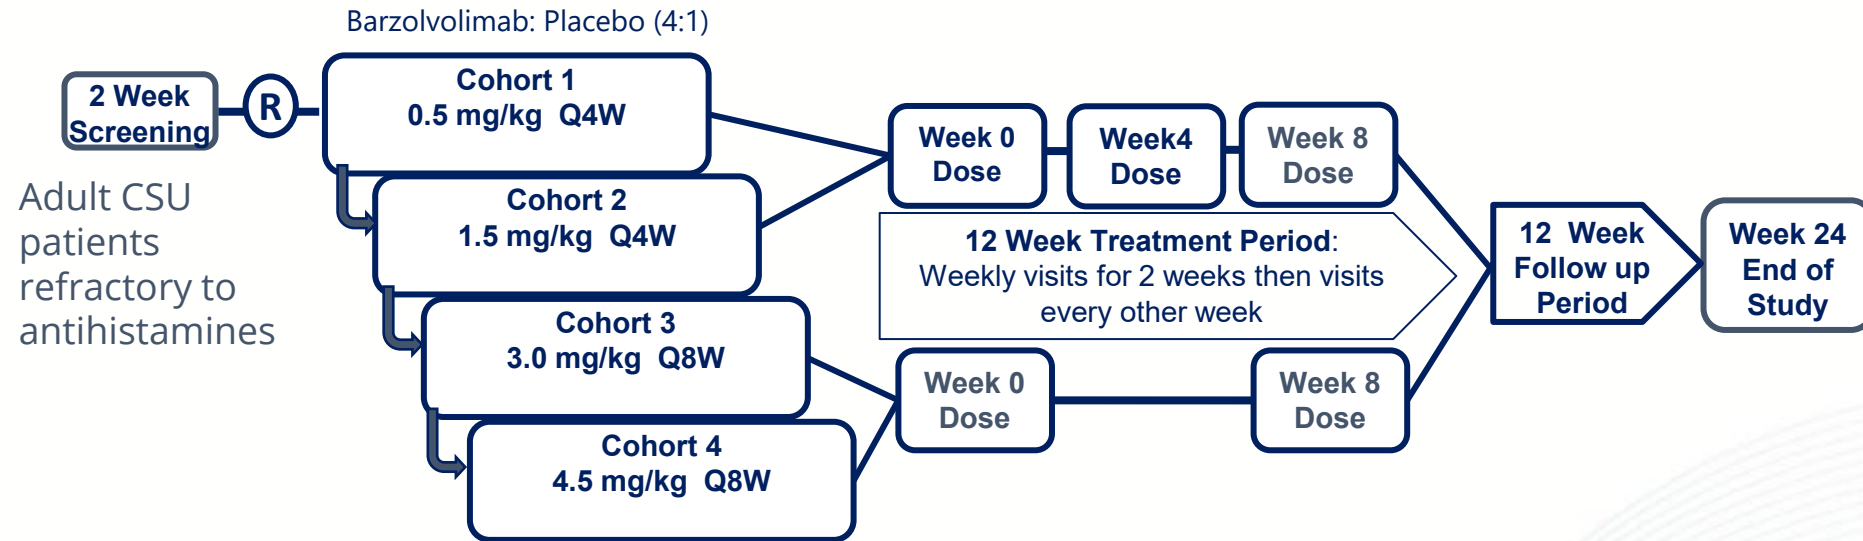 Barzolvolimab: Placebo (4:1)
2 Week
Screening
R
Adult CSU
patients
refractory to
antihistamines
Cohort 1
0.5 mg/kg Q4W
Cohort 2
1.5 mg/kg Q4W
Cohort 3
3.0 mg/kg Q8W
Cohort 4
4.5 mg/kg Q8W
Week 0
Dose
Week4
Dose
Week 8
Dose
12 Week Treatment Period:
Weekly visits for 2 weeks then visits
every other week
Week 0
Dose
Week 8
Dose
12 Week
Follow up
Period
Week 24
End of
Study